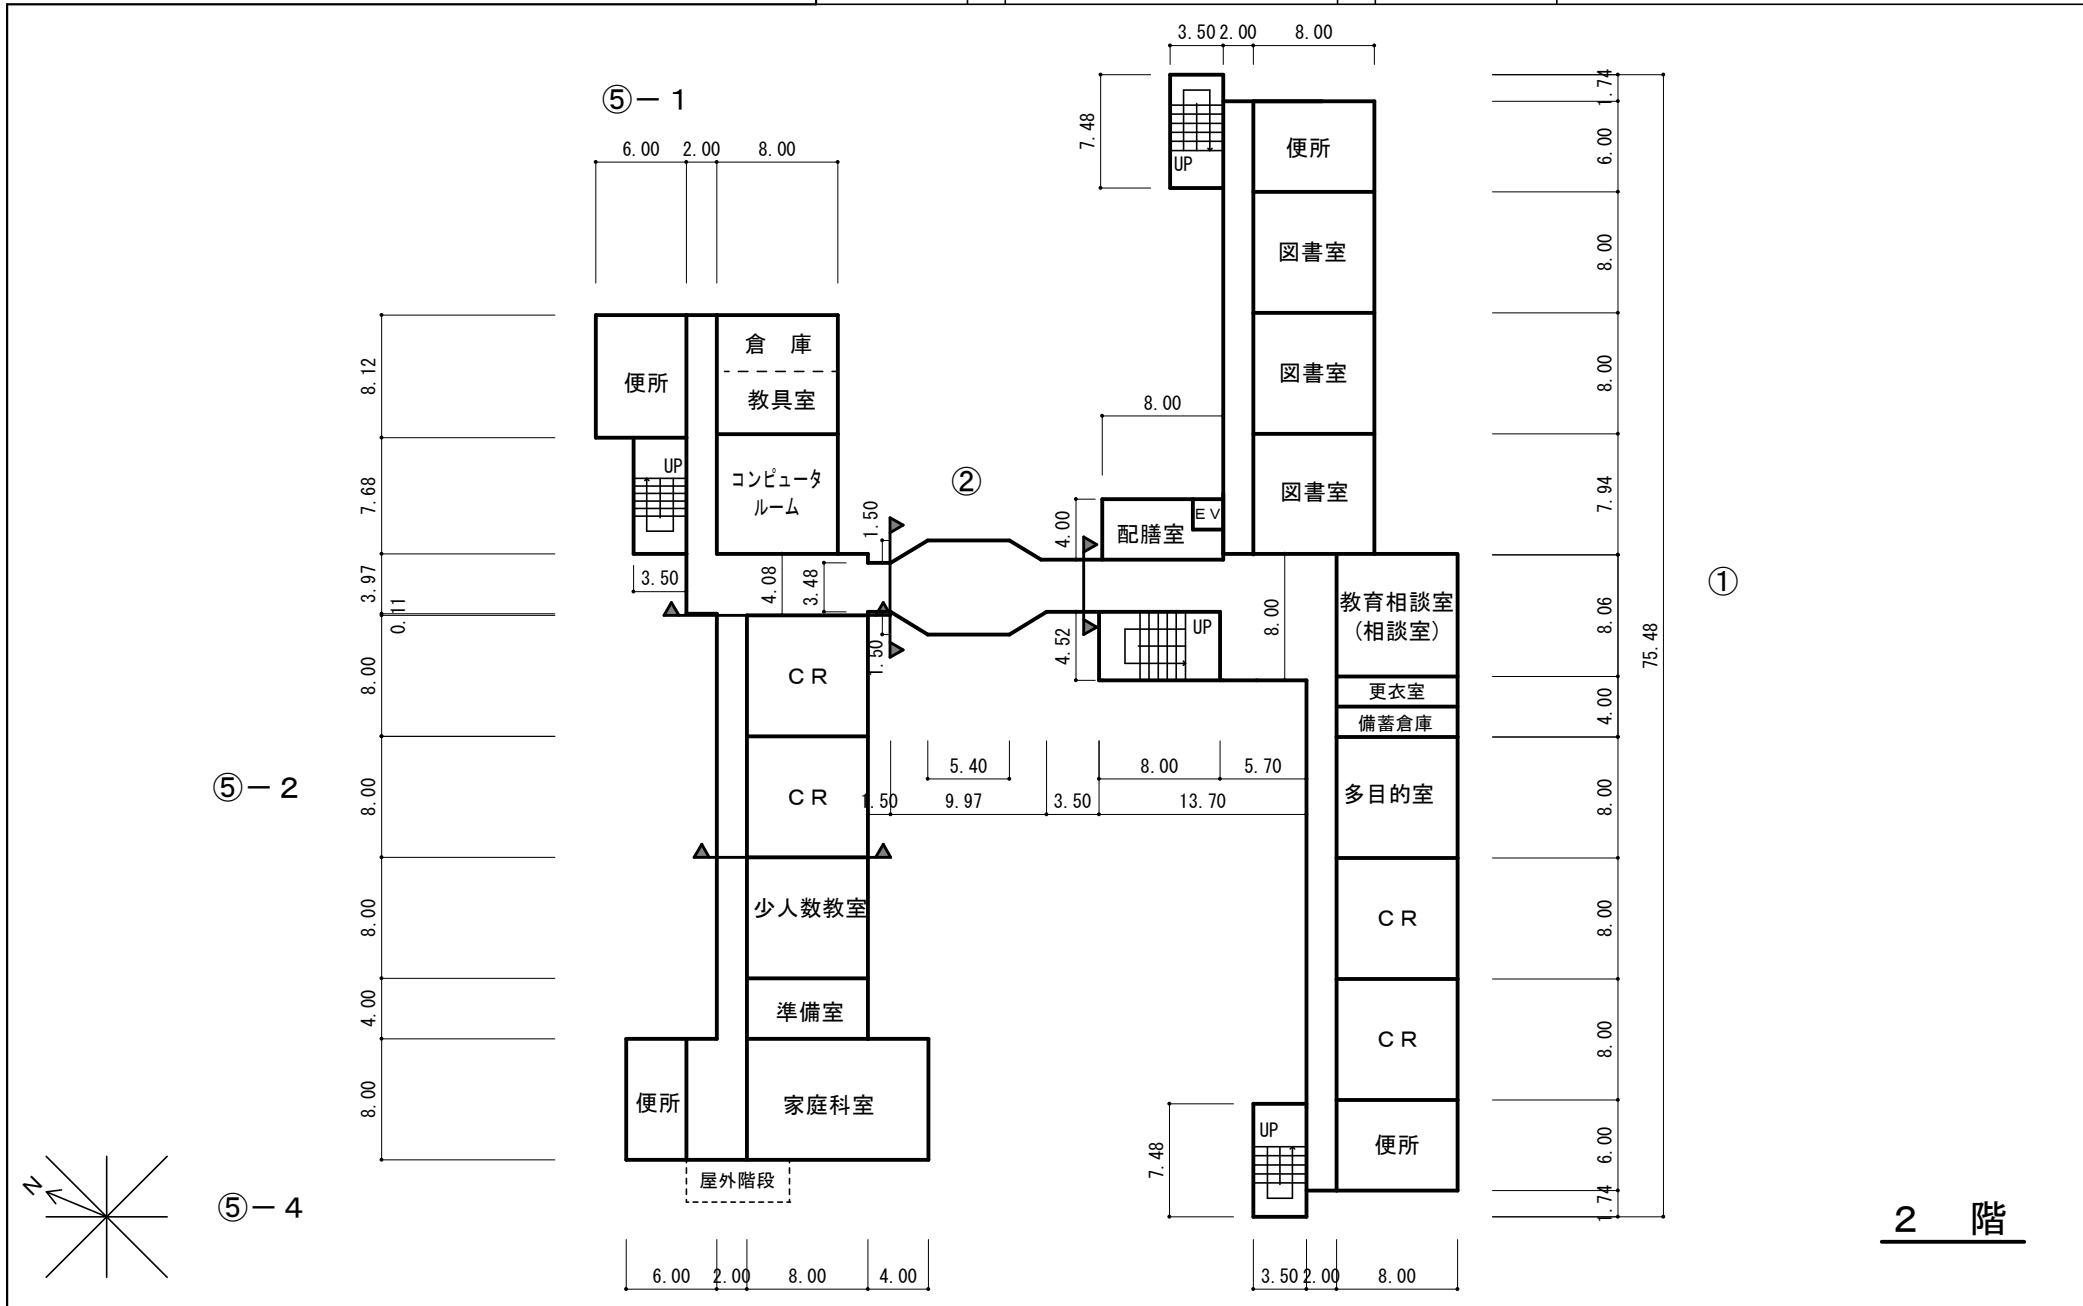 3.50 2.00 8.00
⑤－１
6.00 2.00 8.00
7.48
UP
便所
1.74
6.00
図書室
8.00
図書室
8.00
8.00
図書室
7.94
便所
倉　庫
教具室
8.12
UP
コンピュータ
ルーム
7.68
②
1.50
4.00
配膳室
ＥＶ
3.50
4.08
3.48
3.97
0.11
1.50
4.52
UP
8.00
教育相談室
（相談室）
8.06
①
75.48
更衣室
備蓄倉庫
4.00
ＣＲ
8.00
ＣＲ
8.00
⑤－２
5.40
8.00 5.70
1.50 9.97 3.50 13.70
多目的室
8.00
少人数教室
8.00
ＣＲ
8.00
準備室
4.00
ＣＲ
8.00
便所
家庭科室
8.00
屋外階段
7.48
UP
便所
6.00
1.74
N
⑤－４
２　階
6.00 2.00 8.00 4.00
3.50 2.00 8.00